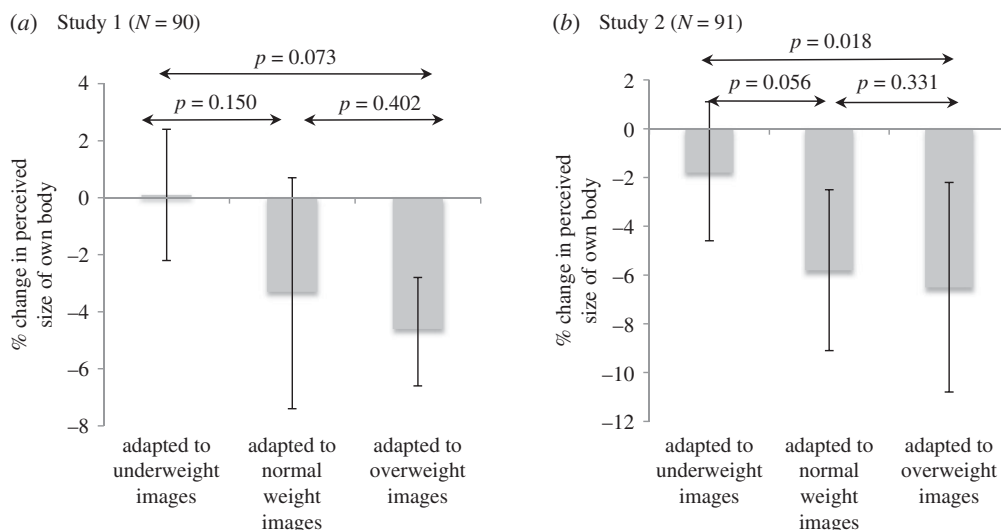 (a) Study 1 (N = 90)
p = 0.073
p = 0.150
p = 0.402
4
2
0
–2
–4
–6
–8
% change in perceived
size of own body
adapted to
underweight
images
adapted to
normal
weight
images
adapted to
overweight
images
(b) Study 2 (N = 91)
p = 0.018
p = 0.056
p = 0.331
2
0
–2
–4
–6
–8
–10
–12
% change in perceived
size of own body
adapted to
underweight
images
adapted to
normal
weight
images
adapted to
overweight
images